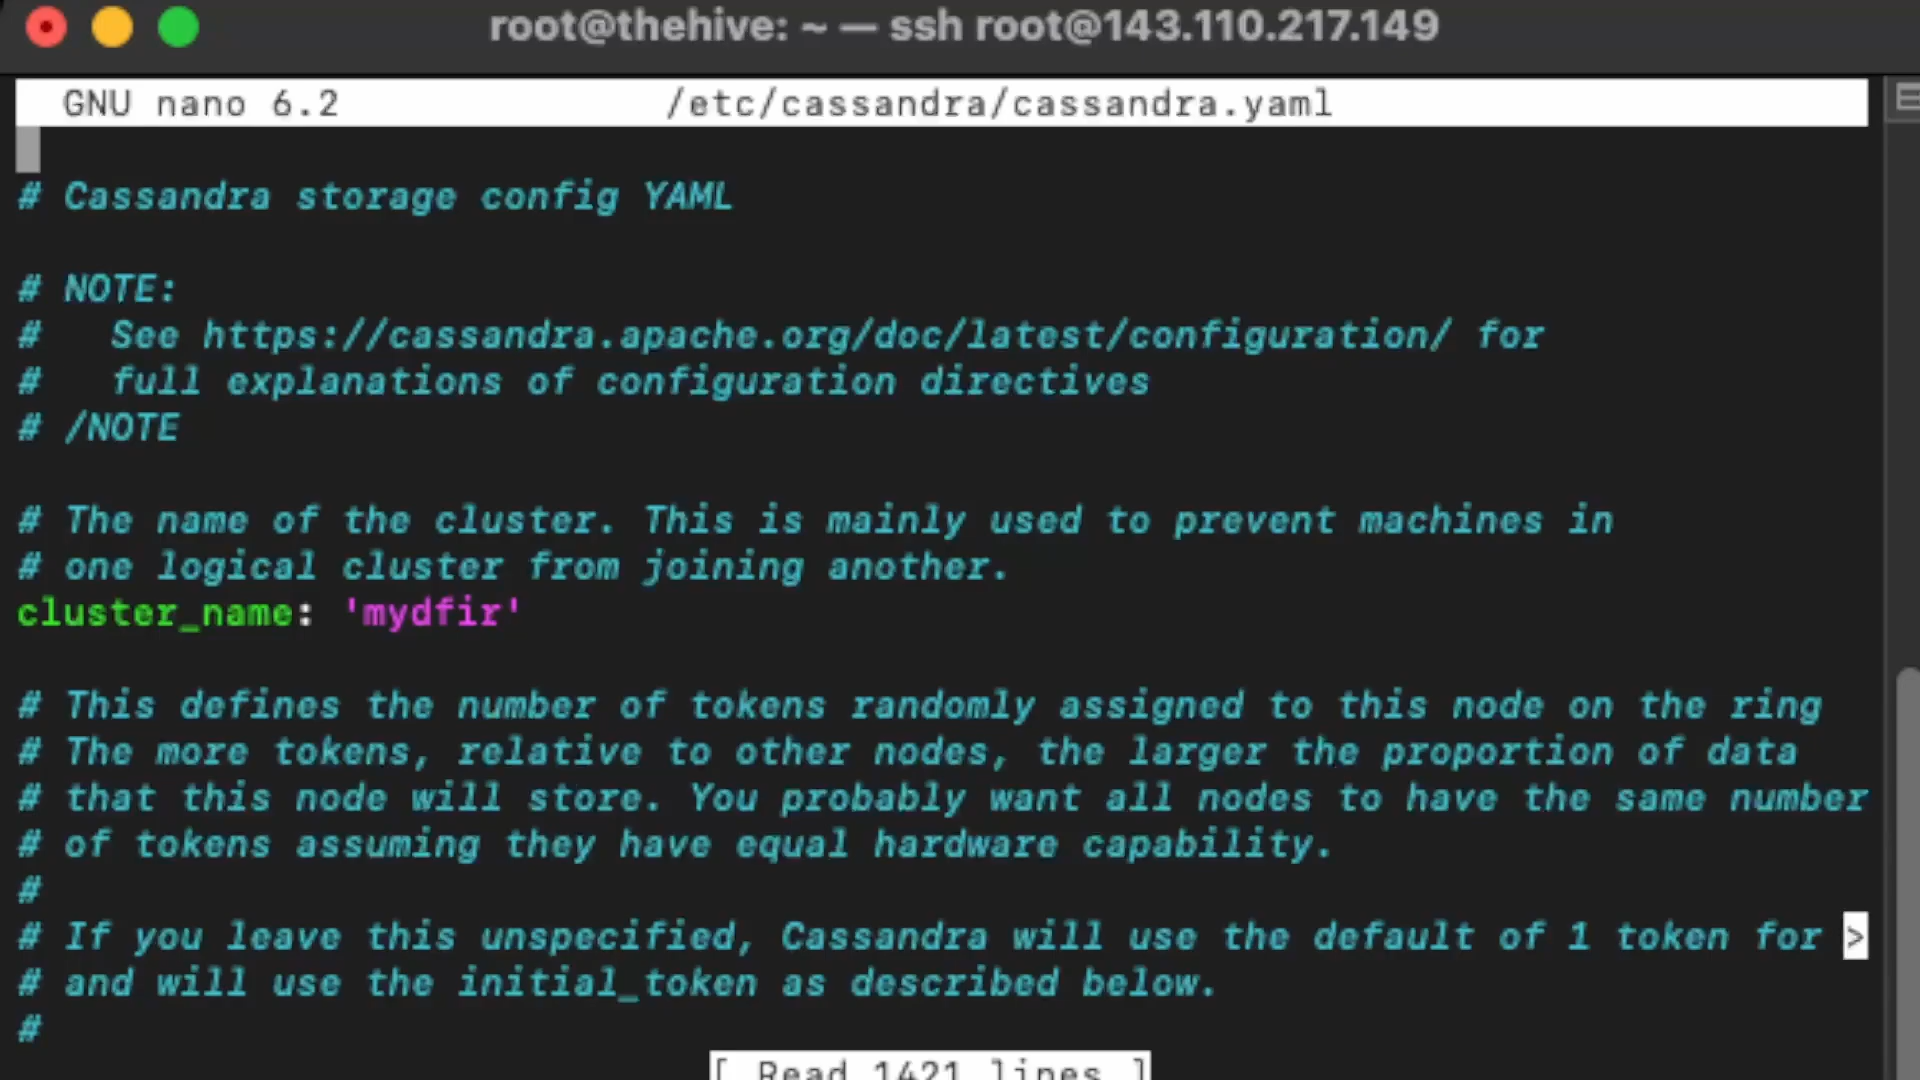 root@thehive: ~ — ssh root@143.110.217.149
GNU nano 6.2 /etc/cassandra/cassandra.yaml
# Cassandra storage config YAML
# NOTE:
#   See https://cassandra.apache.org/doc/latest/configuration/ for
#   full explanations of configuration directives
# /NOTE
# The name of the cluster. This is mainly used to prevent machines in
# one logical cluster from joining another.
cluster_name: 'mydfir'
# This defines the number of tokens randomly assigned to this node on the ring
# The more tokens, relative to other nodes, the larger the proportion of data
# that this node will store. You probably want all nodes to have the same number
# of tokens assuming they have equal hardware capability.
#
# If you leave this unspecified, Cassandra will use the default of 1 token for >
# and will use the initial_token as described below.
#
[ Read 1421 lines ]